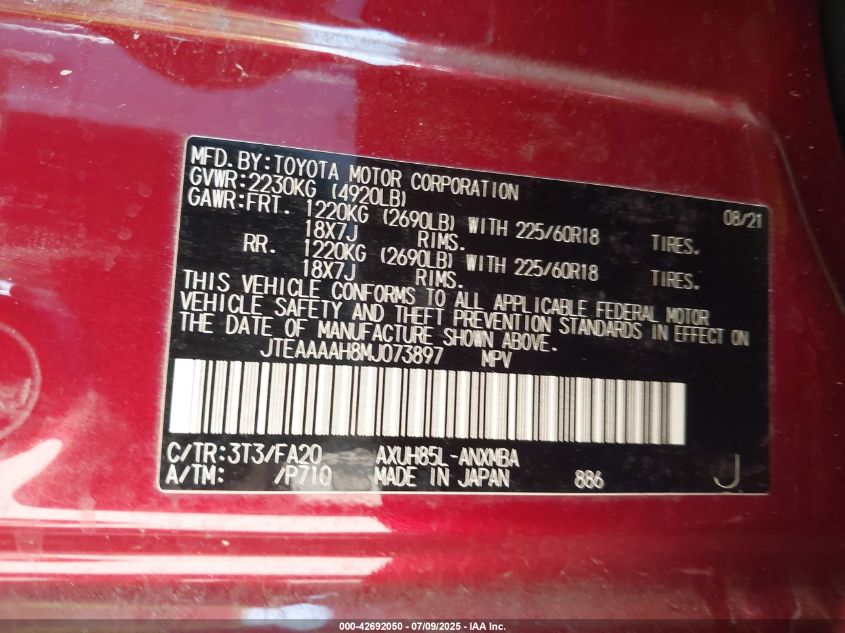 MFD. BY: TOYOTA MOTOR CORPORATION 08/21
GVWR: 2230KG (4920LB)
GAWR: FRT. 1220KG (2690LB) WITH 225/60R18 TIRES.
18X7J RIMS.
RR. 1220KG (2690LB) WITH 225/60R18 TIRES.
18X7J RIMS.
THIS VEHICLE CONFORMS TO ALL APPLICABLE FEDERAL MOTOR
VEHICLE SAFETY AND THEFT PREVENTION STANDARDS IN EFFECT ON
THE DATE OF MANUFACTURE SHOWN ABOVE.
JTEAAAAH8MJ073897 MPV
C/TR: 3T3/FA20 AXUH85L-ANXMBA
A/TM: /P710 MADE IN JAPAN 886 J
000-42692050 - 07/09/2025 - IAA Inc.